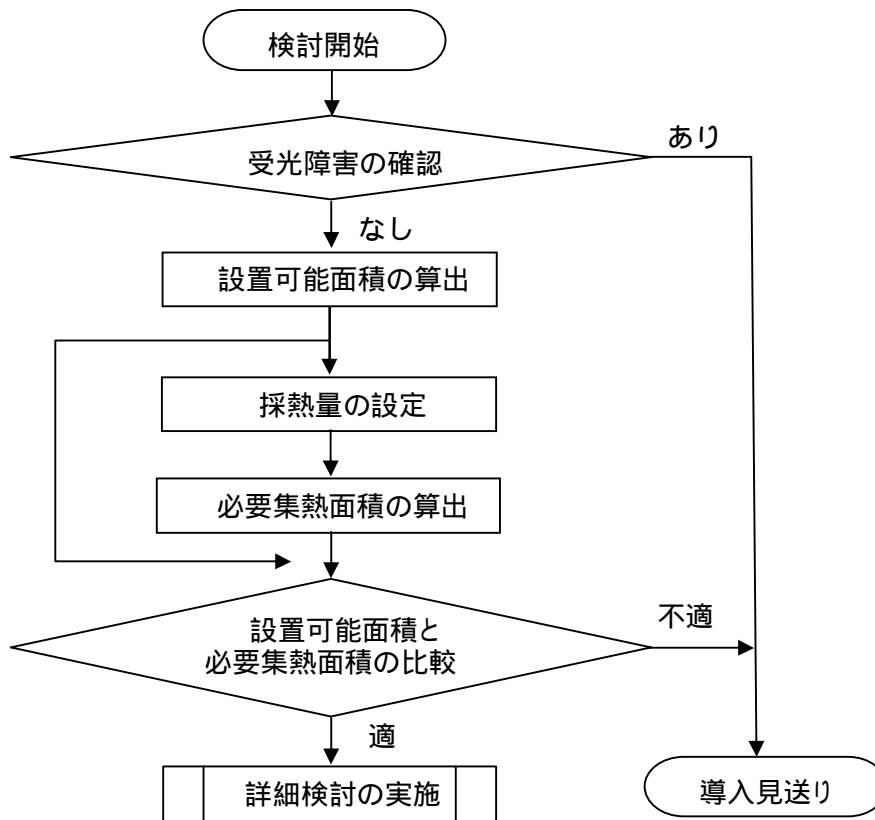 検討開始
受光障害の確認
あり
なし
設置可能面積の算出
採熱量の設定
必要集熱面積の算出
設置可能面積と
必要集熱面積の比較
不適
適
詳細検討の実施
導入見送り